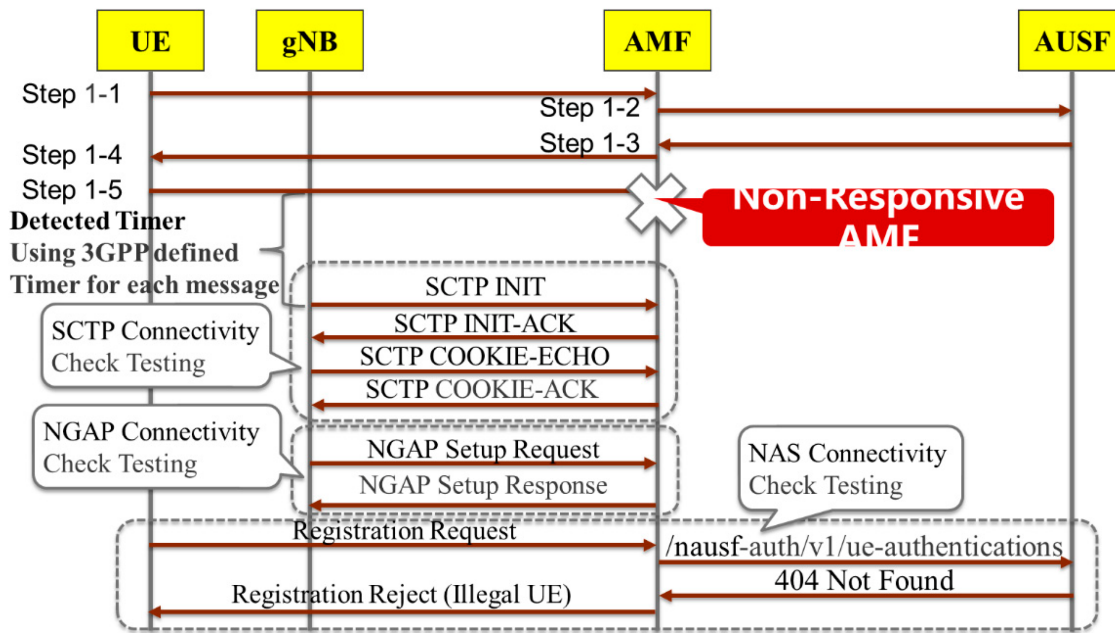 UE
gNB
AMF
AUSF
Step 1-1
Step 1-2
Step 1-3
Step 1-4
Step 1-5
Non-Responsive
AMF
Detected Timer
Using 3GPP defined
Timer for each message
SCTP INIT
SCTP INIT-ACK
SCTP Connectivity
Check Testing
SCTP COOKIE-ECHO
SCTP COOKIE-ACK
NGAP Connectivity
Check Testing
NGAP Setup Request
NGAP Setup Response
NAS Connectivity
Check Testing
Registration Request
/nausf-auth/v1/ue-authentications
404 Not Found
Registration Reject (Illegal UE)